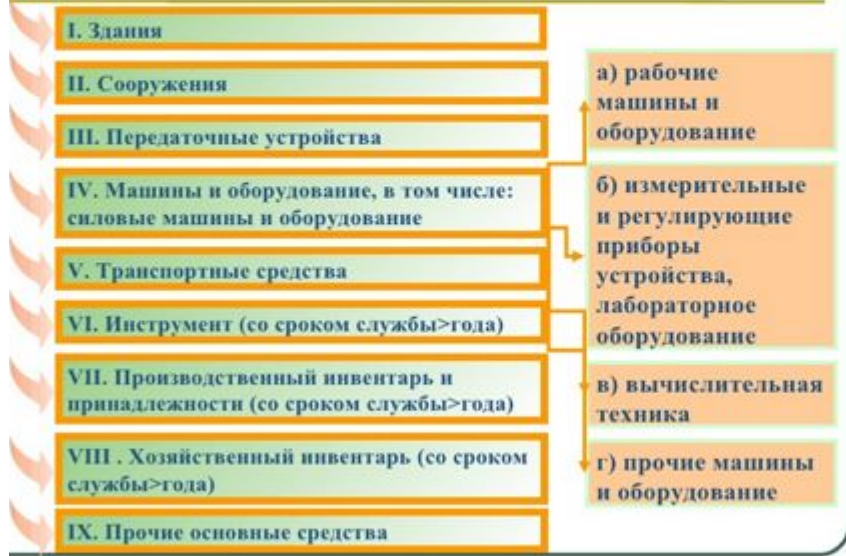 I. Здания
II. Сооружения
III. Передаточные устройства
IV. Машины и оборудование, в том числе:
силовые машины и оборудование
V. Транспортные средства
VI. Инструмент (со сроком службы>года)
VII. Производственный инвентарь и
принадлежности (со сроком службы>года)
VIII . Хозяйственный инвентарь (со сроком
службы>года)
IX. Прочие основные средства
а) рабочие
машины и
оборудование
б) измерительные
и регулирующие
приборы
устройства,
лабораторное
оборудование
в) вычислительная
техника
г) прочие машины
и оборудование